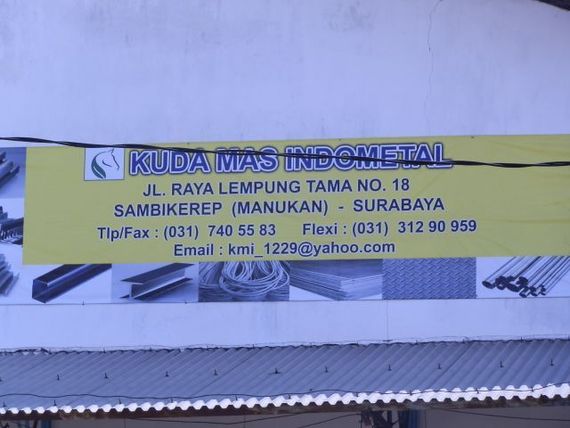 KUDA MAS INDOMETAL
JL. RAYA LEMPUNG TAMA NO. 18
SAMBIKEREP (MANUKAN) - SURABAYA
Tlp/Fax : (031) 740 55 83 Flexi : (031) 312 90 959
Email : kmi_1229@yahoo.com